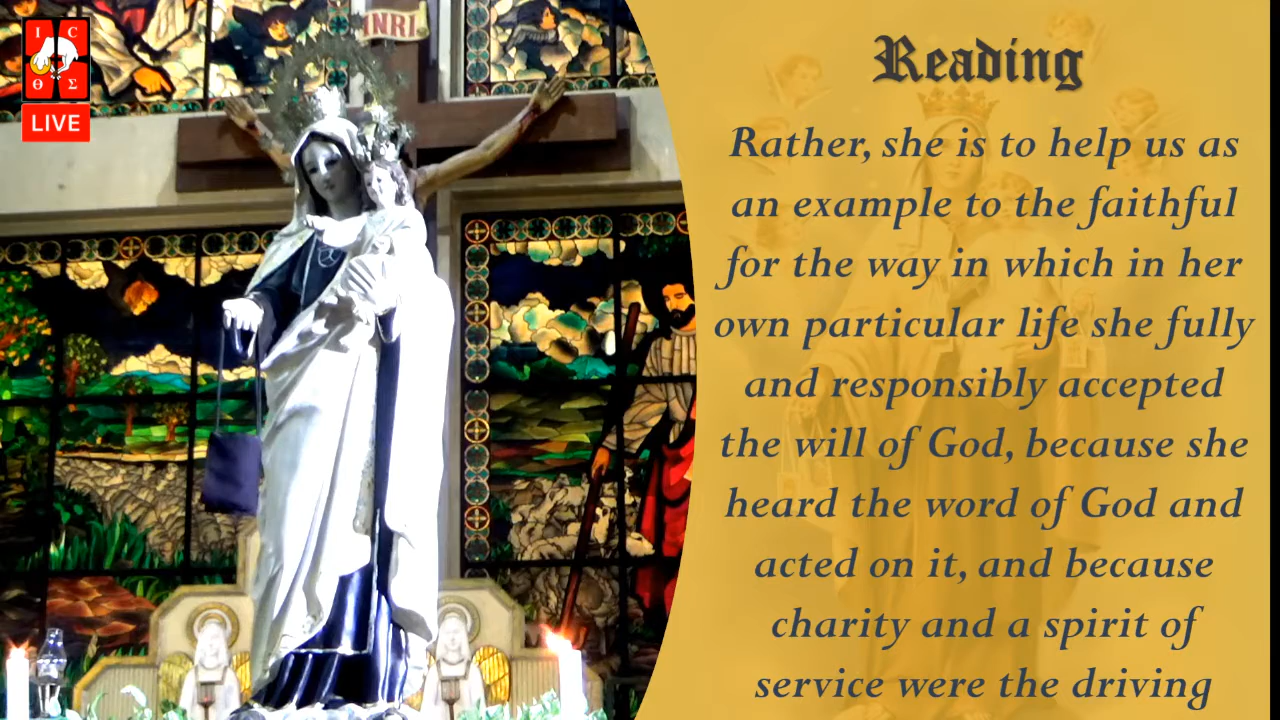 INRI
I C
Θ Σ
LIVE
Reading
Rather, she is to help us as
an example to the faithful
for the way in which in her
own particular life she fully
and responsibly accepted
the will of God, because she
heard the word of God and
acted on it, and because
charity and a spirit of
service were the driving